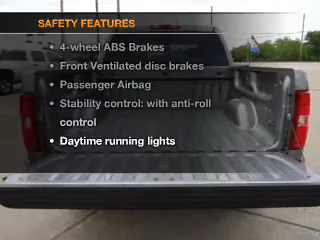 SAFETY FEATURES
• 4-wheel ABS Brakes
• Front Ventilated disc brakes
• Passenger Airbag
• Stability control: with anti-roll
control
• Daytime running lights